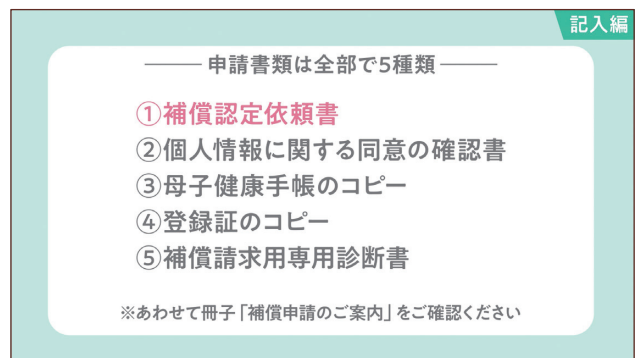 記入編
申請書類は全部で5種類
①補償認定依頼書
②個人情報に関する同意の確認書
③母子健康手帳のコピー
④登録証のコピー
⑤補償請求用専用診断書
※あわせて冊子「補償申請のご案内」をご確認ください